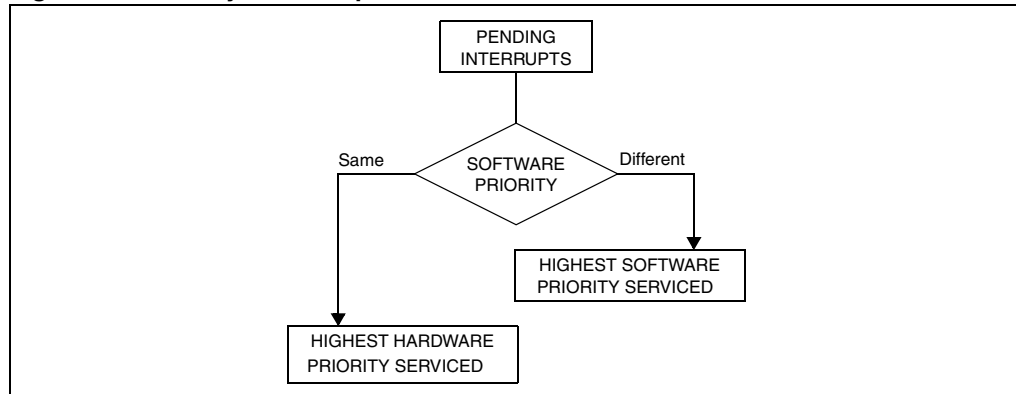 PENDING
INTERRUPTS
Same
SOFTWARE
PRIORITY
Different
HIGHEST SOFTWARE
PRIORITY SERVICED
HIGHEST HARDWARE
PRIORITY SERVICED